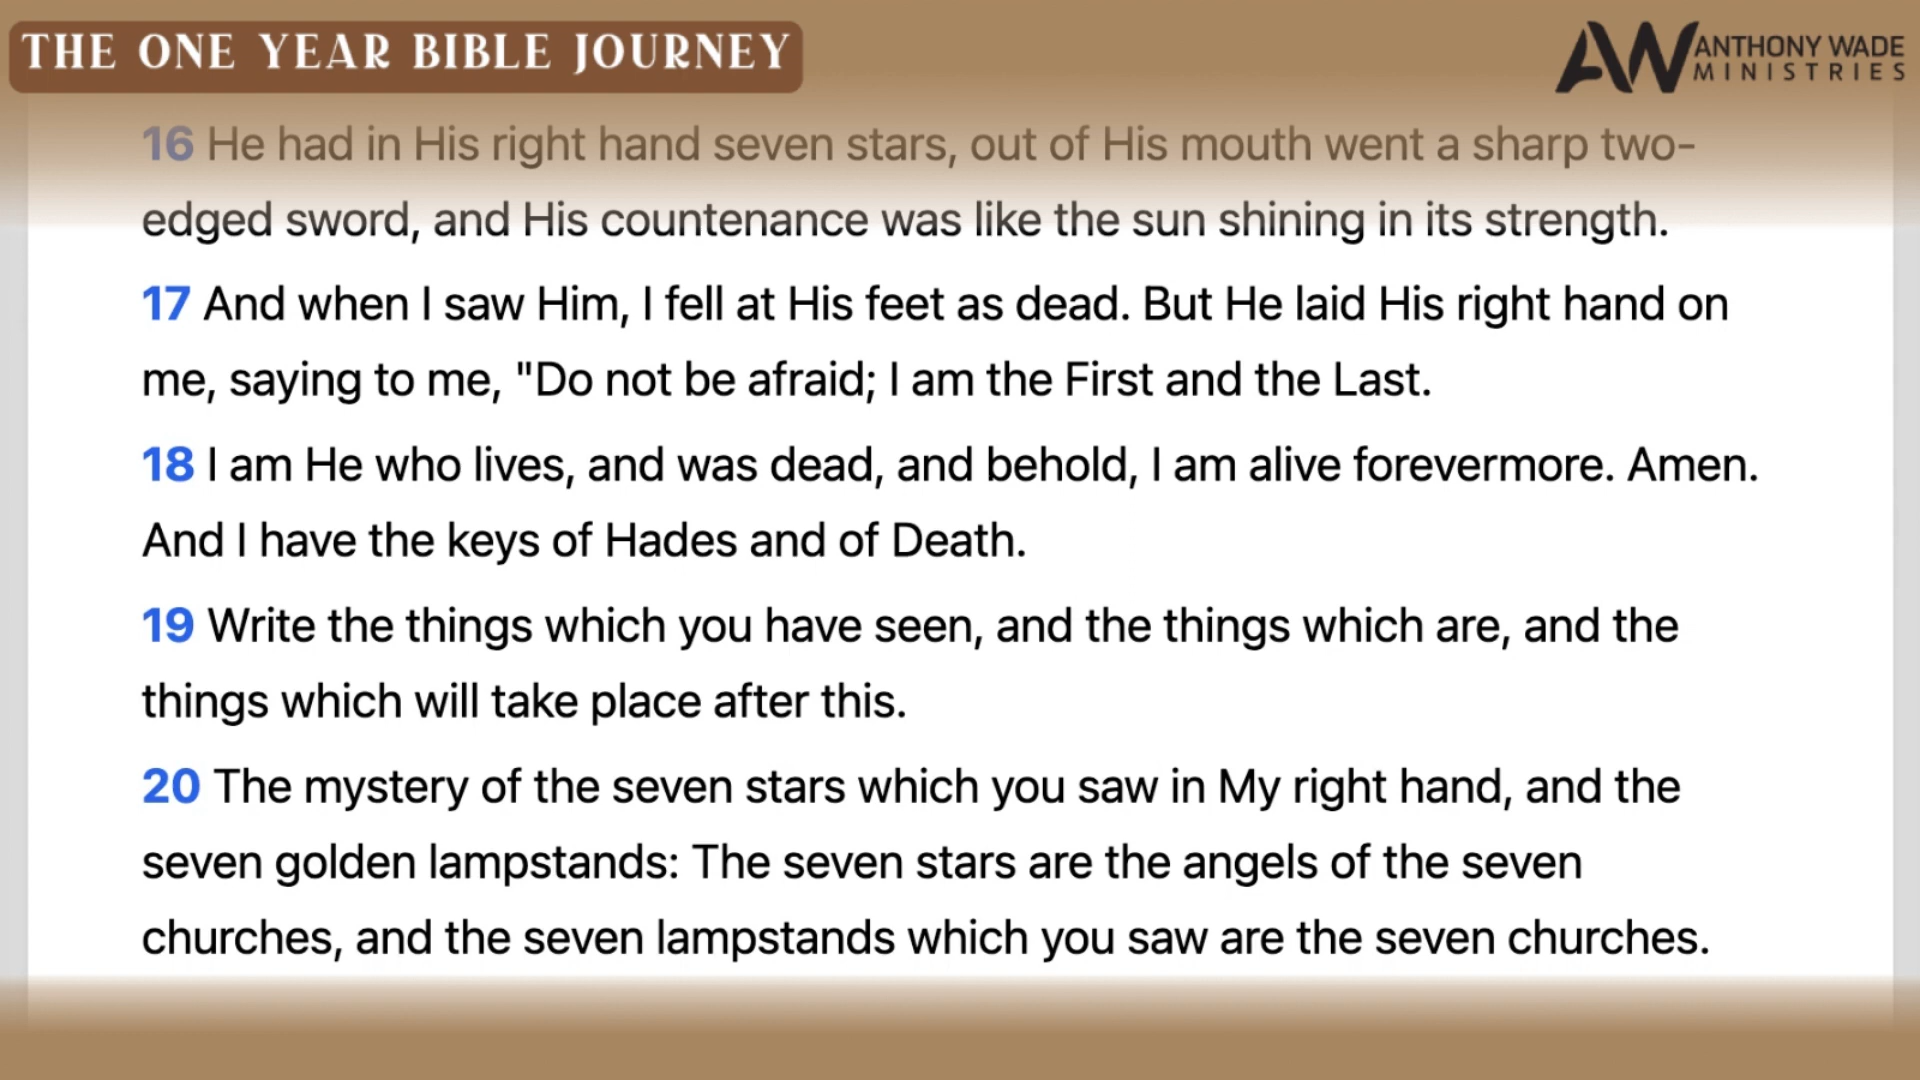 THE ONE YEAR BIBLE JOURNEY
AW ANTHONY WADE
MINISTRIES
16 He had in His right hand seven stars, out of His mouth went a sharp two-
edged sword, and His countenance was like the sun shining in its strength.
17 And when I saw Him, I fell at His feet as dead. But He laid His right hand on
me, saying to me, "Do not be afraid; I am the First and the Last.
18 I am He who lives, and was dead, and behold, I am alive forevermore. Amen.
And I have the keys of Hades and of Death.
19 Write the things which you have seen, and the things which are, and the
things which will take place after this.
20 The mystery of the seven stars which you saw in My right hand, and the
seven golden lampstands: The seven stars are the angels of the seven
churches, and the seven lampstands which you saw are the seven churches.